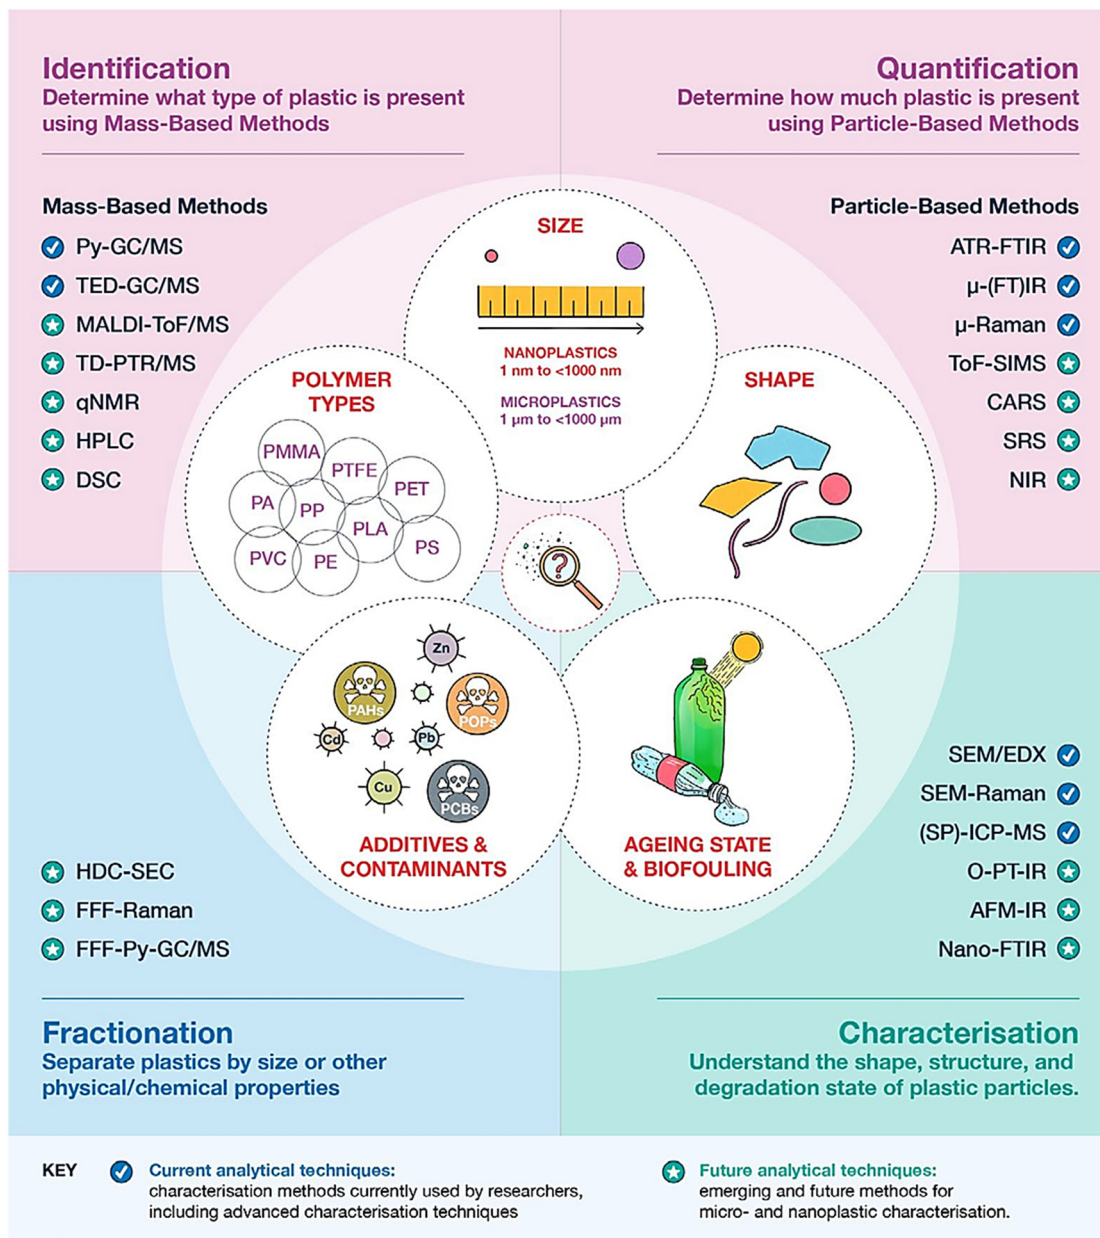 Identification
Determine what type of plastic is present
using Mass-Based Methods
Quantification
Determine how much plastic is present
using Particle-Based Methods
Mass-Based Methods
Py-GC/MS
TED-GC/MS
MALDI-ToF/MS
TD-PTR/MS
qNMR
HPLC
DSC
Particle-Based Methods
ATR-FTIR
µ-(FT)IR
µ-Raman
ToF-SIMS
CARS
SRS
NIR
SIZE
NANOPLASTICS
1 nm to <1000 nm
MICROPLASTICS
1 µm to <1000 µm
POLYMER
TYPES
PMMA
PTFE
PET
PA
PP
PLA
PS
PVC
PE
SHAPE
?
Zn
PAHs
POPs
Cd
Pb
Cu
PCBs
ADDITIVES &
CONTAMINANTS
AGEING STATE
& BIOFOULING
HDC-SEC
FFF-Raman
FFF-Py-GC/MS
SEM/EDX
SEM-Raman
(SP)-ICP-MS
O-PT-IR
AFM-IR
Nano-FTIR
Fractionation
Separate plastics by size or other
physical/chemical properties
Characterisation
Understand the shape, structure, and
degradation state of plastic particles.
KEY
Current analytical techniques:
characterisation methods currently used by researchers,
including advanced characterisation techniques
Future analytical techniques:
emerging and future methods for
micro- and nanoplastic characterisation.